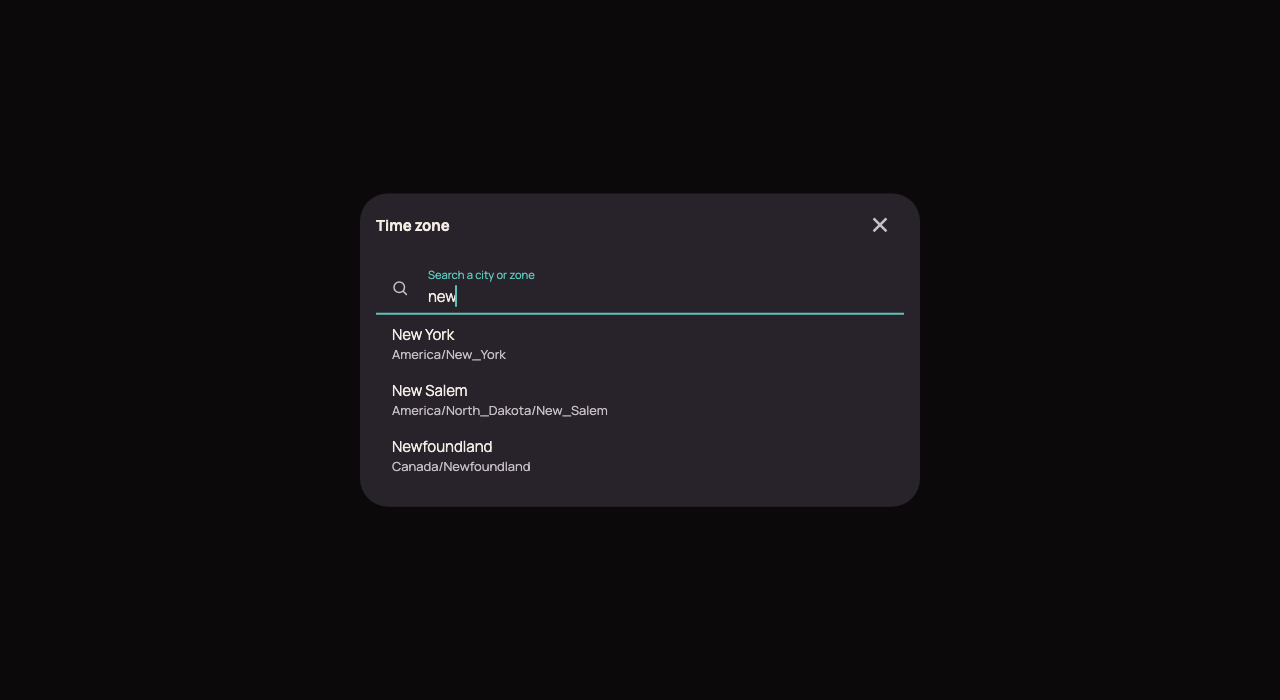 Time zone
Search a city or zone
new
New York
America/New_York
New Salem
America/North_Dakota/New_Salem
Newfoundland
Canada/Newfoundland